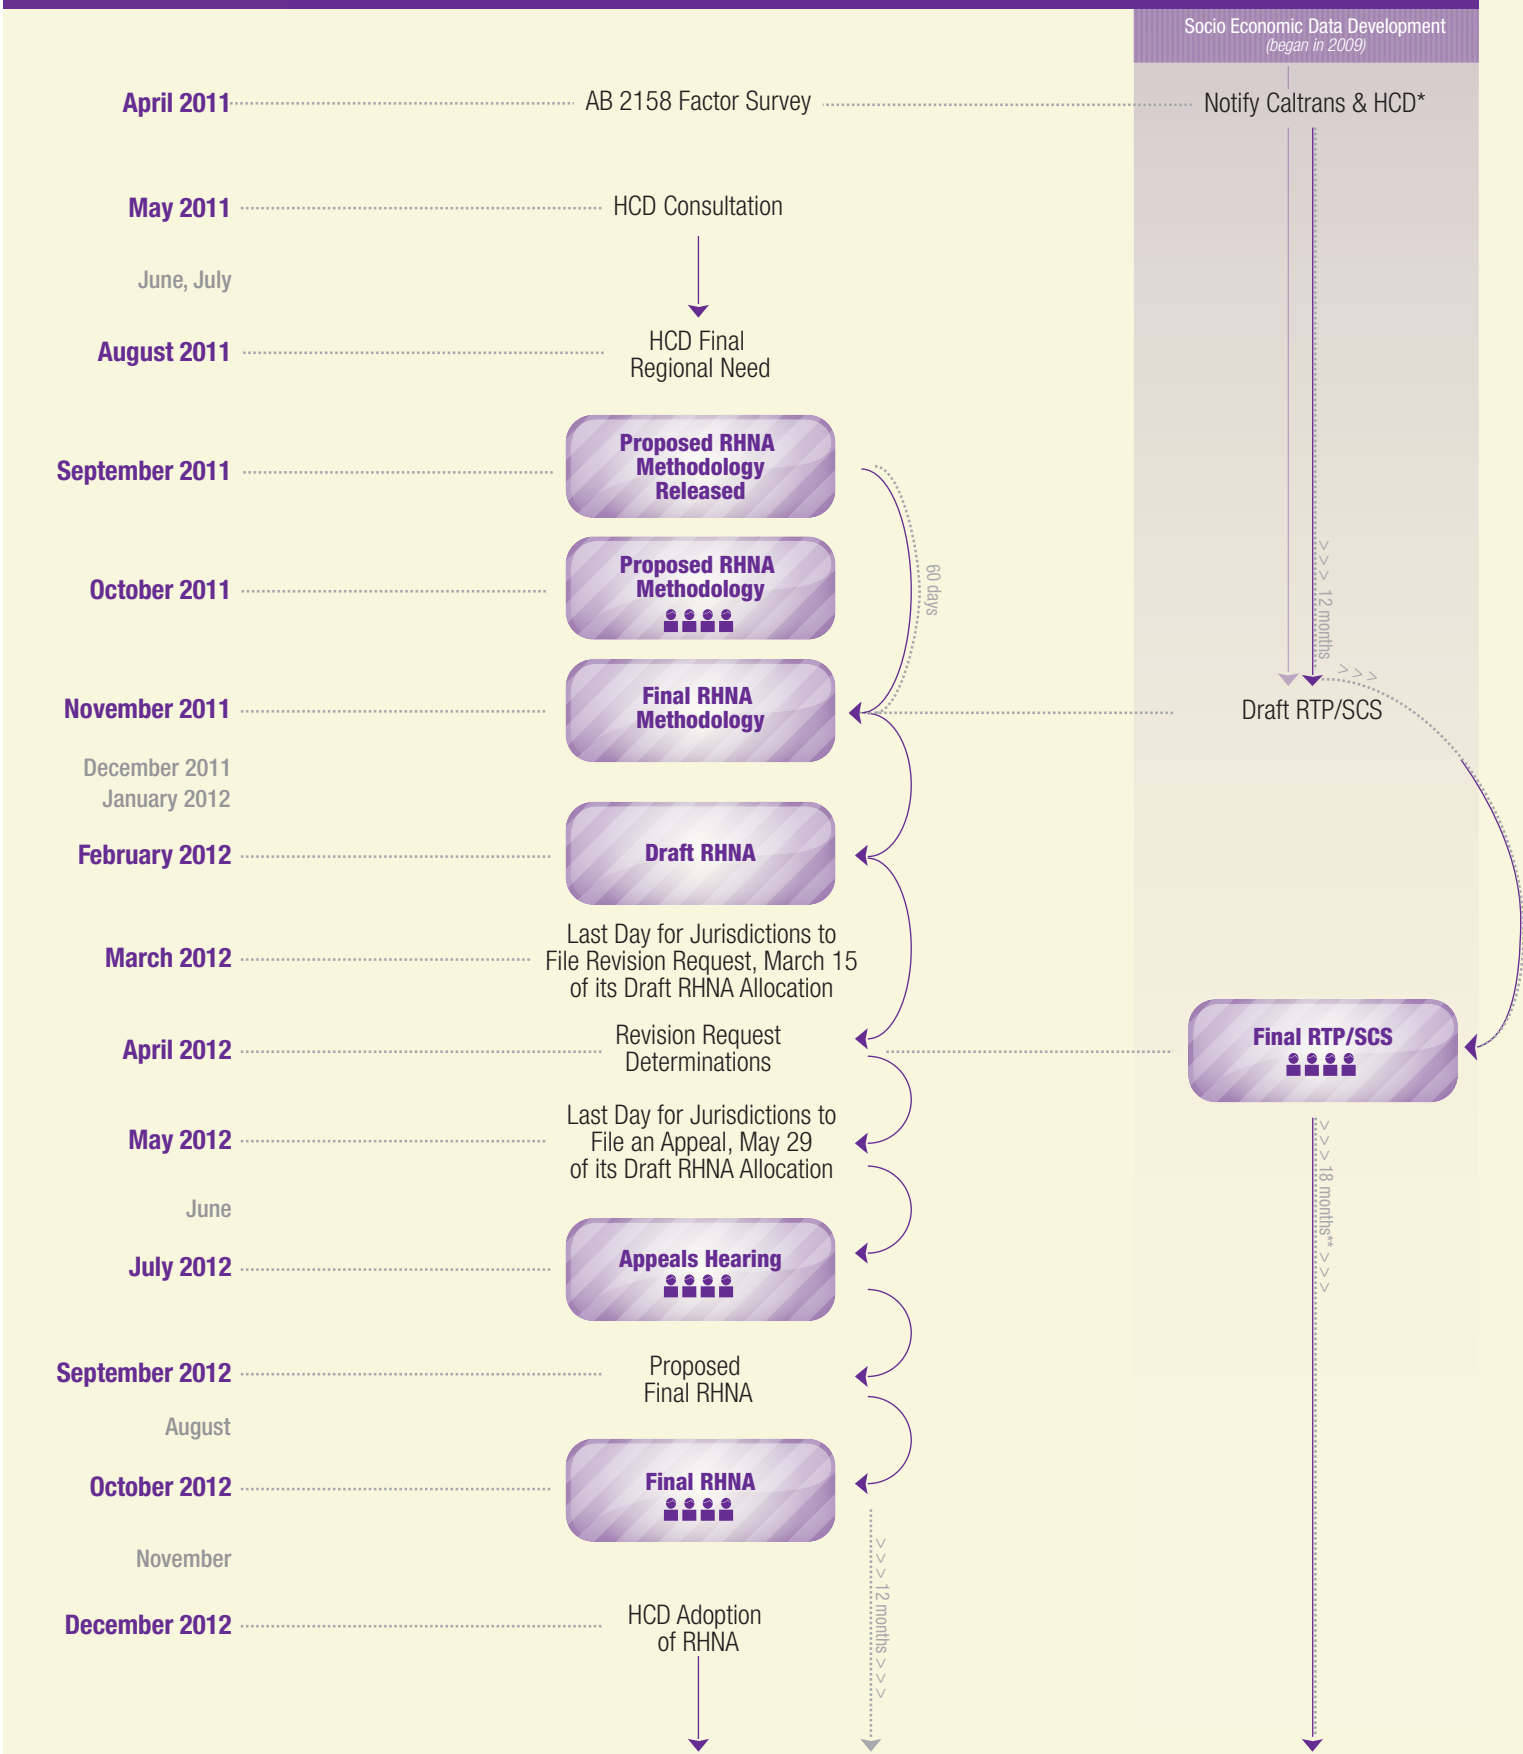 Socio Economic Data Development
(began in 2009)
April 2011
AB 2158 Factor Survey
Notify Caltrans & HCD*
May 2011
HCD Consultation
June, July
August 2011
HCD Final
Regional Need
September 2011
Proposed RHNA
Methodology
Released
October 2011
Proposed RHNA
Methodology
60 days
> > > 12 months > > >
November 2011
Final RHNA
Methodology
Draft RTP/SCS
December 2011
January 2012
February 2012
Draft RHNA
March 2012
Last Day for Jurisdictions to
File Revision Request, March 15
of its Draft RHNA Allocation
April 2012
Revision Request
Determinations
Final RTP/SCS
May 2012
Last Day for Jurisdictions to
File an Appeal, May 29
of its Draft RHNA Allocation
> > > 18 months** > > >
June
July 2012
Appeals Hearing
September 2012
Proposed
Final RHNA
August
October 2012
Final RHNA
November
> > > 12 months > > >
December 2012
HCD Adoption
of RHNA